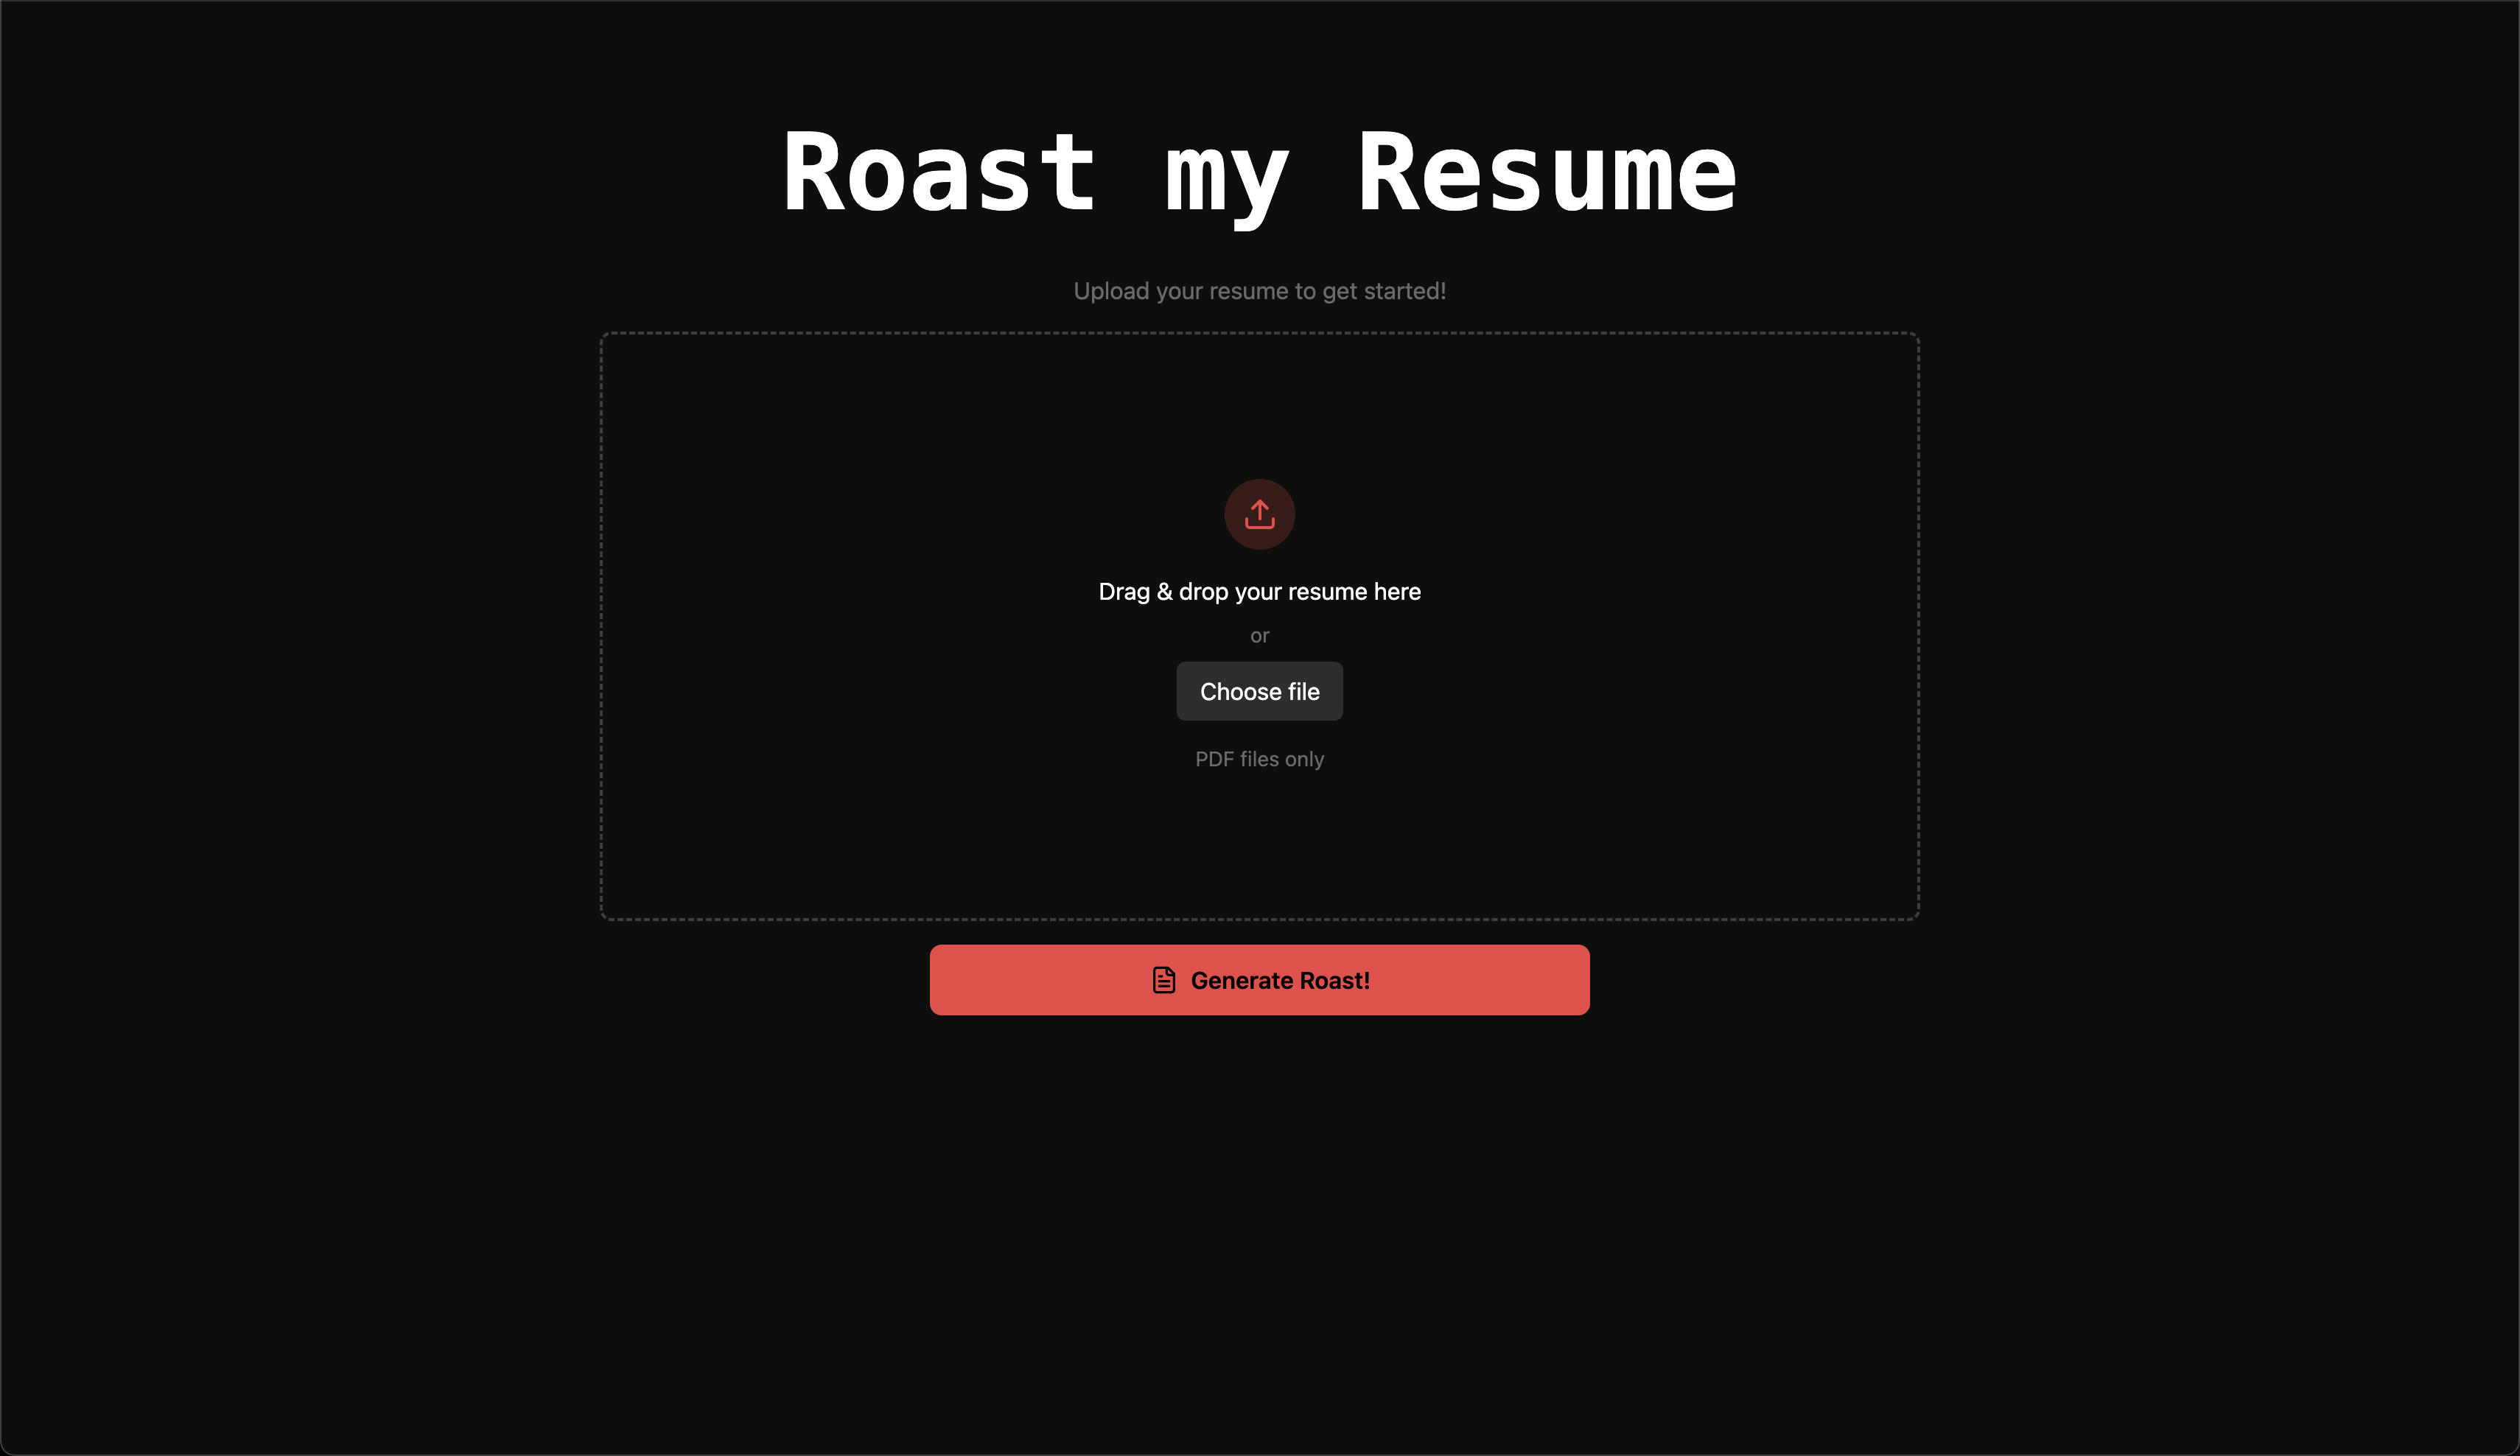 Roast my Resume
Upload your resume to get started!
Drag & drop your resume here
or
Choose file
PDF files only
Generate Roast!